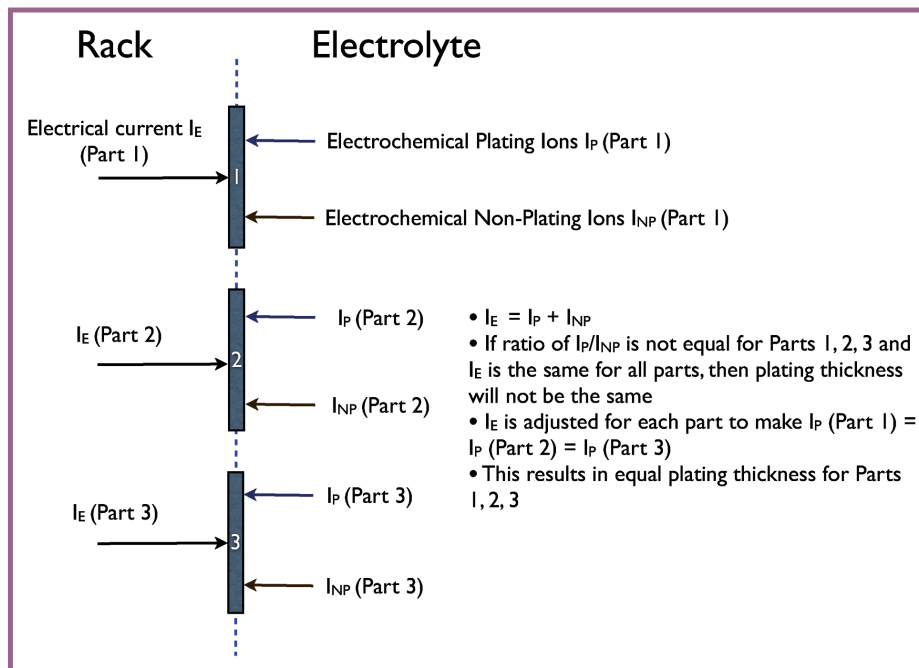 Rack
Electrolyte
Electrical current IE
(Part 1)
1
Electrochemical Plating Ions IP (Part 1)
Electrochemical Non-Plating Ions INP (Part 1)
IE (Part 2)
2
IP (Part 2)
INP (Part 2)
• IE = IP + INP
• If ratio of IP/INP is not equal for Parts 1, 2, 3 and
IE is the same for all parts, then plating thickness
will not be the same
• IE is adjusted for each part to make IP (Part 1) =
IP (Part 2) = IP (Part 3)
• This results in equal plating thickness for Parts
1, 2, 3
IE (Part 3)
3
IP (Part 3)
INP (Part 3)